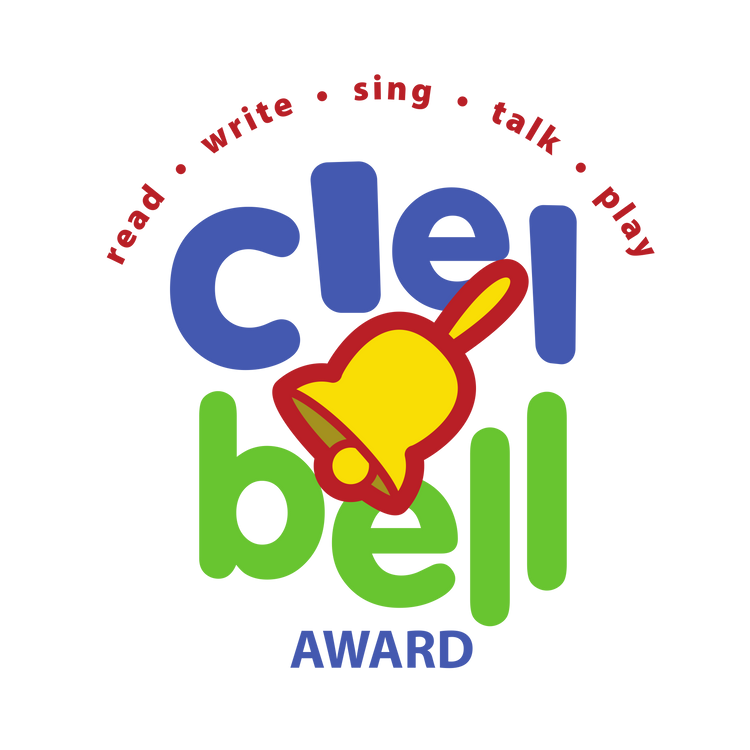 read • write • sing • talk • play
clel
bell
AWARD